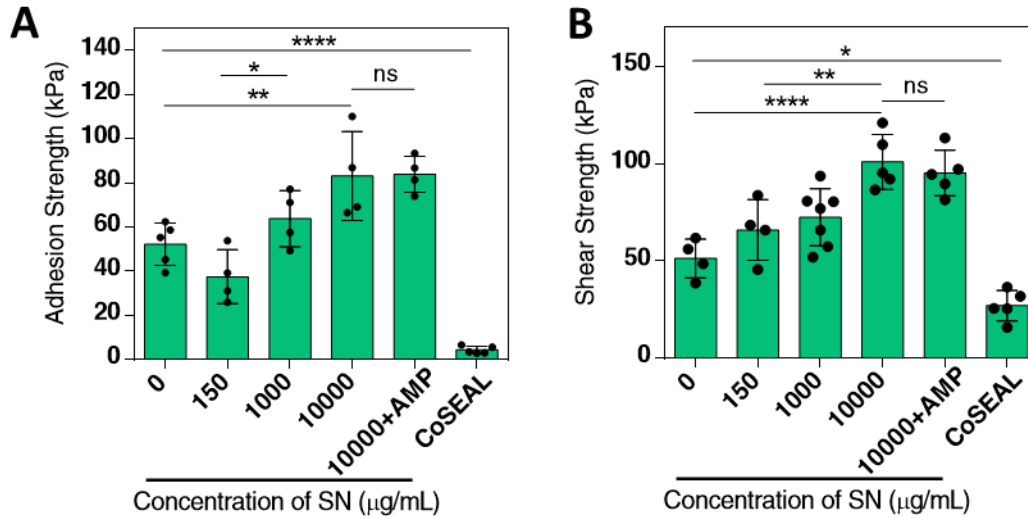 A
Adhesion Strength (kPa)
140
120
100
80
60
40
20
0
****
*
**
ns
0
150
1000
10000
10000+AMP
CoSEAL
Concentration of SN (μg/mL)
B
Shear Strength (kPa)
150
100
50
0
*
**
****
ns
0
150
1000
10000
10000+AMP
CoSEAL
Concentration of SN (μg/mL)